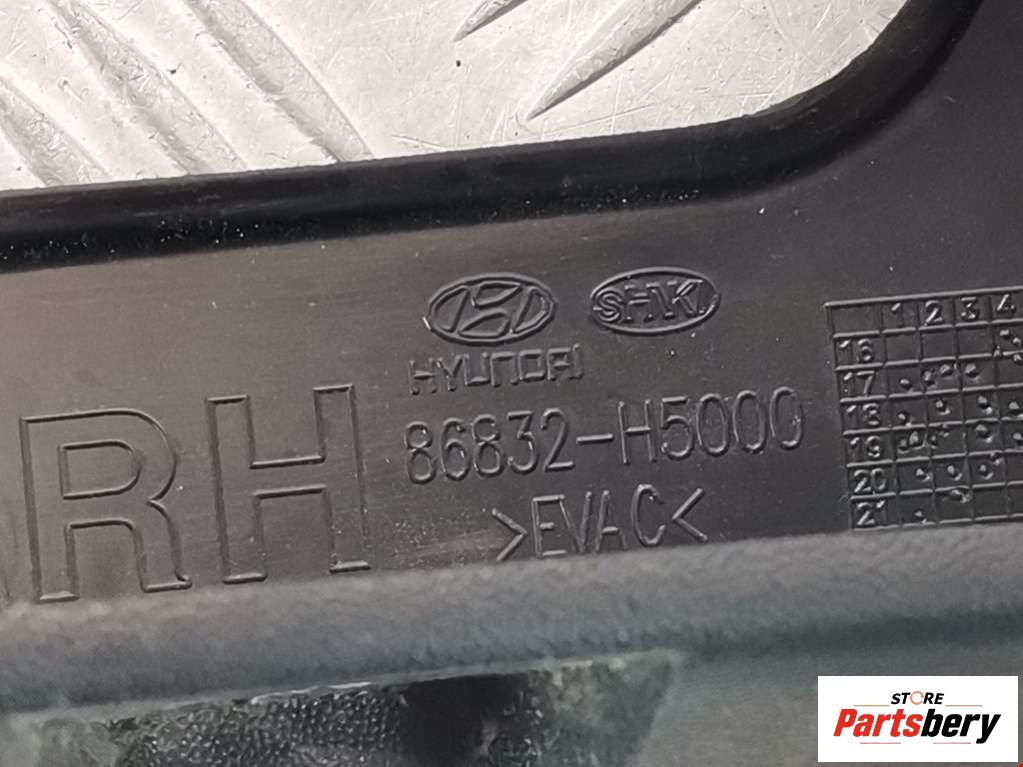 SHK
HYUNDAI
RH
86832-H5000
>EVAC<
1 2 3 4
16
17
18
19
20
21
STORE
Partsbery